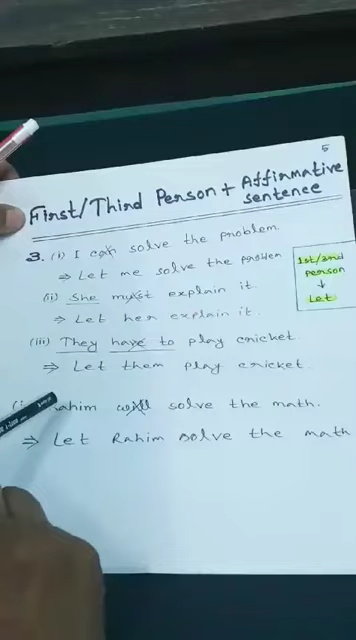 5
First/Third Person + Affirmative
sentence
3. (i) I can solve the problem
⇒ Let me solve the problem
(ii) She must explain it.
⇒ Let her explain it.
(iii) They have to play cricket
⇒ Let them play cricket.
will solve the math.
⇒ Let Rahim solve the math
1st/2nd
person
↓
Let